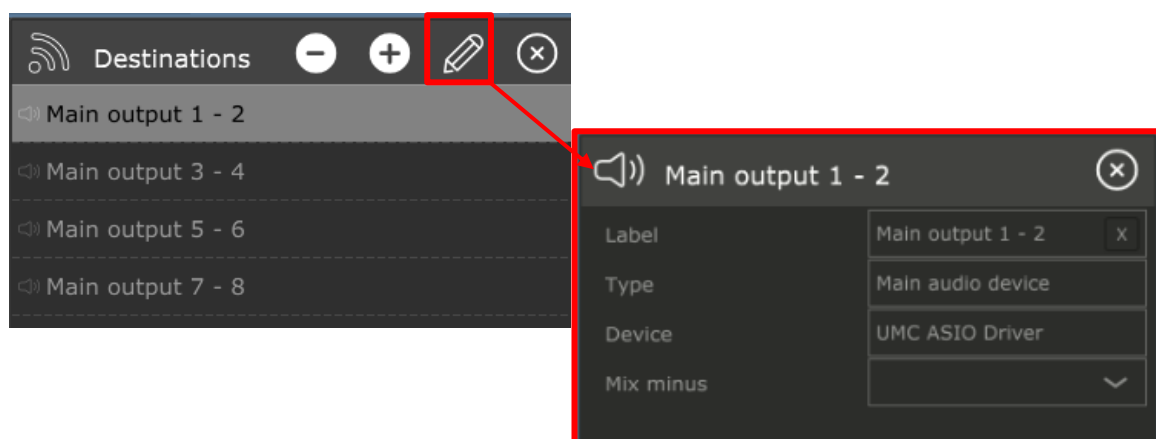 Destinations
Main output 1 - 2
Main output 3 - 4
Main output 5 - 6
Main output 7 - 8
Main output 1 - 2
Label Main output 1 - 2 X
Type Main audio device
Device UMC ASIO Driver
Mix minus